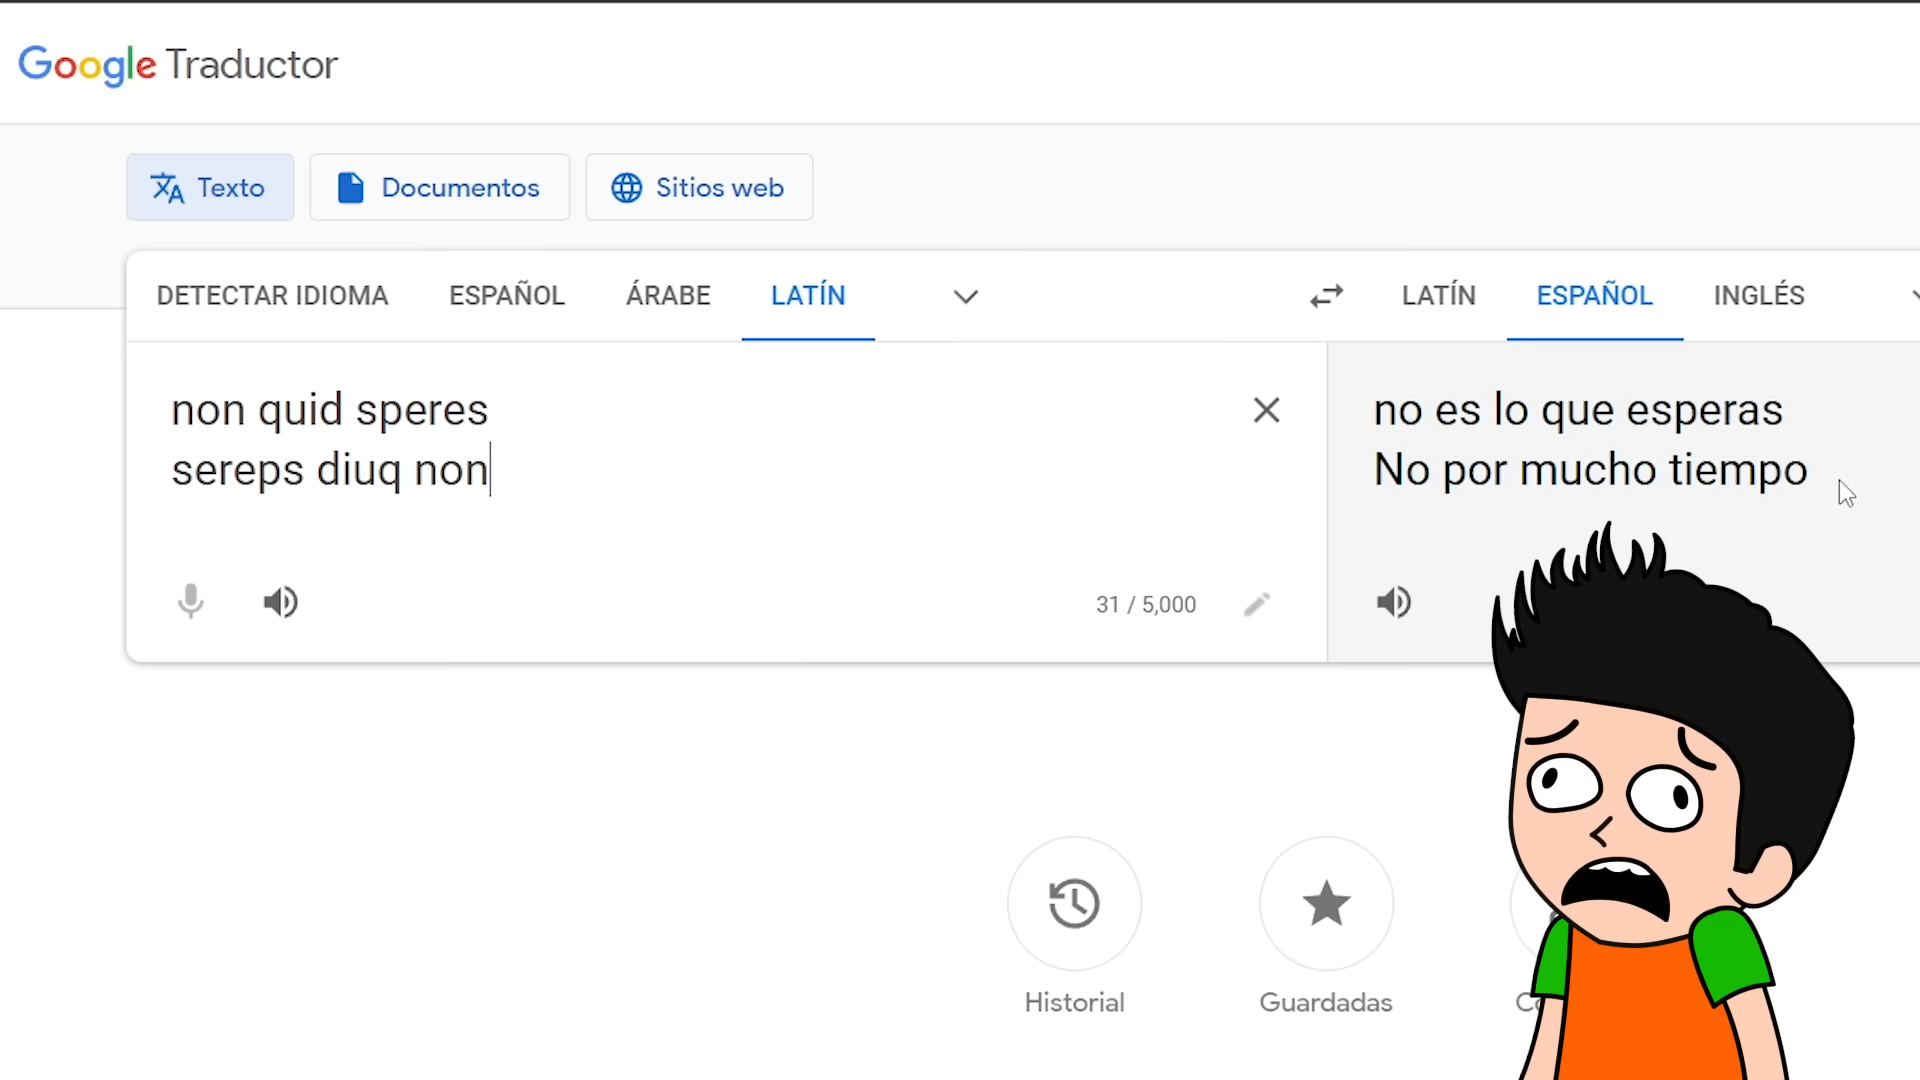 Google Traductor
Texto
Documentos
Sitios web
DETECTAR IDIOMA
ESPAÑOL
ÁRABE
LATÍN
LATÍN
ESPAÑOL
INGLÉS
non quid speres
sereps diuq non
no es lo que esperas
No por mucho tiempo
31 / 5,000
Historial
Guardadas